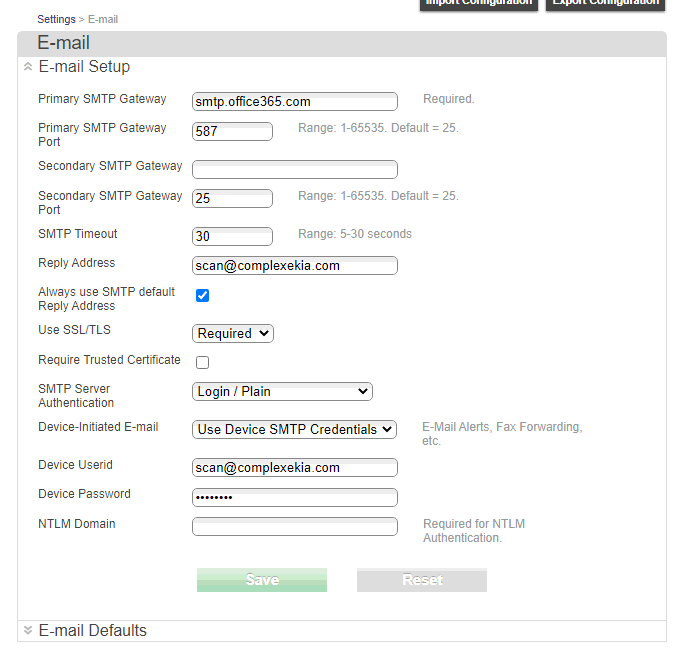 Import Configuration Export Configuration
Settings > E-mail
E-mail
E-mail Setup
Primary SMTP Gateway smtp.office365.com Required.
Primary SMTP Gateway 587 Range: 1-65535. Default = 25.
Port
Secondary SMTP Gateway
Secondary SMTP Gateway 25 Range: 1-65535. Default = 25.
Port
SMTP Timeout 30 Range: 5-30 seconds
Reply Address scan@complexekia.com
Always use SMTP default
Reply Address
Use SSL/TLS Required
Require Trusted Certificate
SMTP Server Login / Plain
Authentication
Device-Initiated E-mail Use Device SMTP Credentials E-Mail Alerts, Fax Forwarding,
etc.
Device Userid scan@complexekia.com
Device Password ••••••••
NTLM Domain Required for NTLM
Authentication.
Save Reset
E-mail Defaults